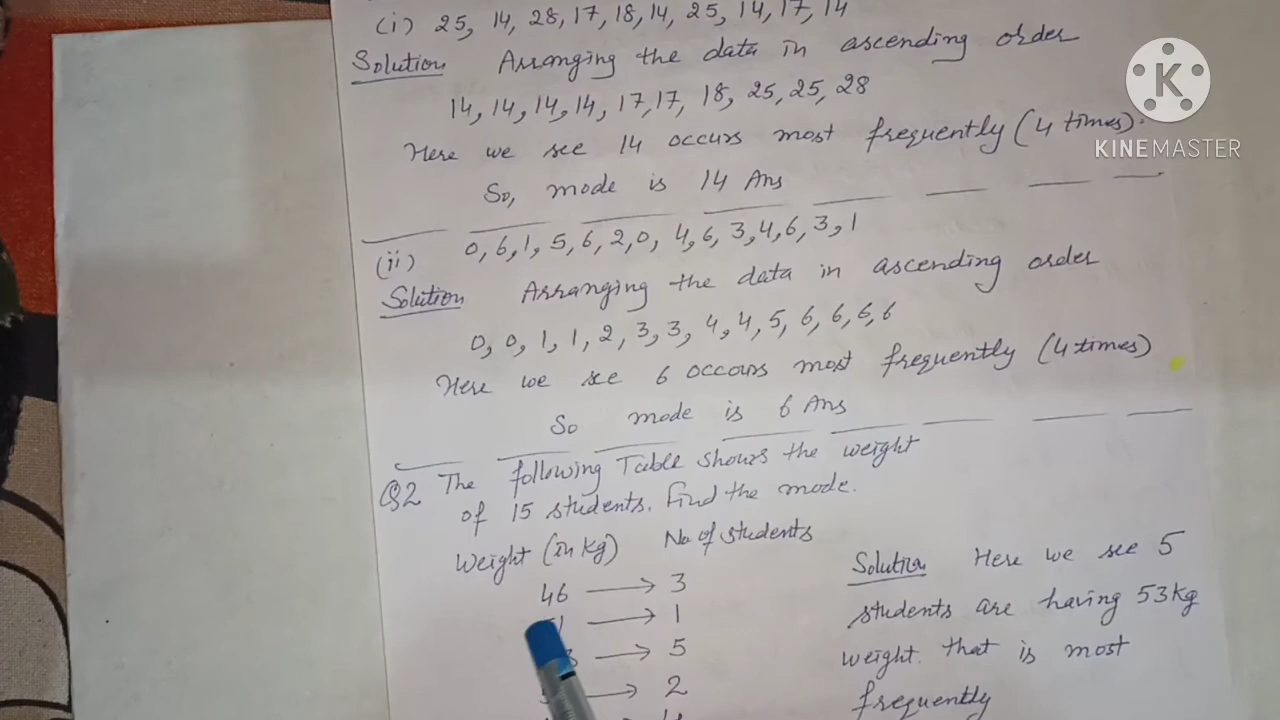 (i) 25, 14, 28, 17, 18, 14, 25, 14, 17, 14
Solution Arranging the data in ascending order
14, 14, 14, 14, 17, 17, 18, 25, 25, 28
Here we see 14 occurs most frequently (4 times).
So, mode is 14 Ans
(ii) 0, 6, 1, 5, 6, 2, 0, 4, 6, 3, 4, 6, 3, 1
Solution Arranging the data in ascending order
0, 0, 1, 1, 2, 3, 3, 4, 4, 5, 6, 6, 6, 6
Here we see 6 occurs most frequently (4 times)
So mode is 6 Ans
Q2 The following Table shows the weight
of 15 students. Find the mode.
Weight (in kg) No of students
46 → 3
→ 1
→ 5
→ 2
Solution Here we see 5
students are having 53 kg
weight. that is most
frequently
K
KINEMASTER